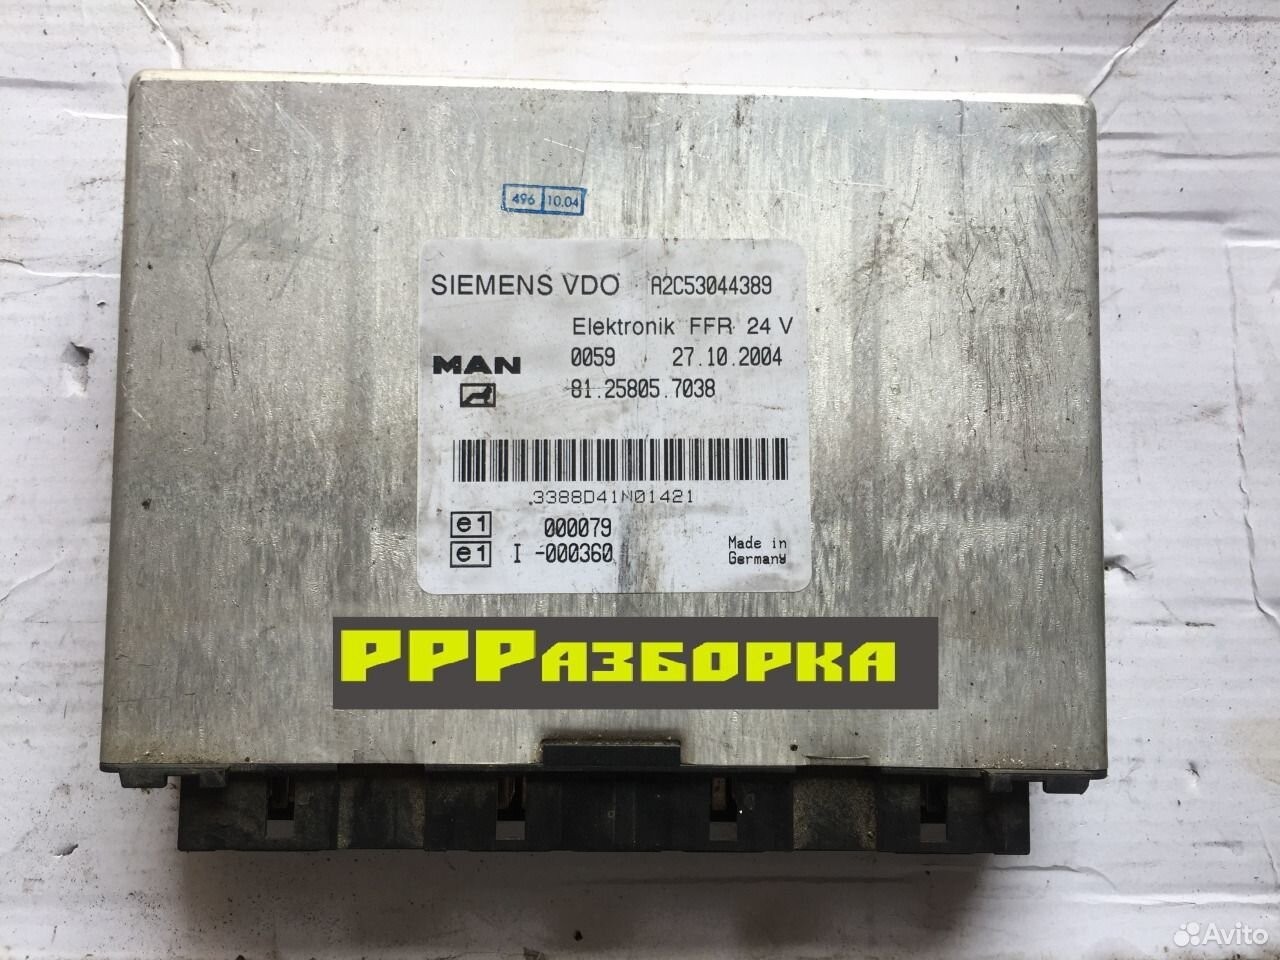 496 10.04
SIEMENS VDO A2C53044389
Elektronik FFR 24 V
MAN 0059 27.10.2004
81.25805.7038
3388D41N01421
e1 000079
e1 I -000360
Made in
Germany
PPPАЗБОРКА
Avito